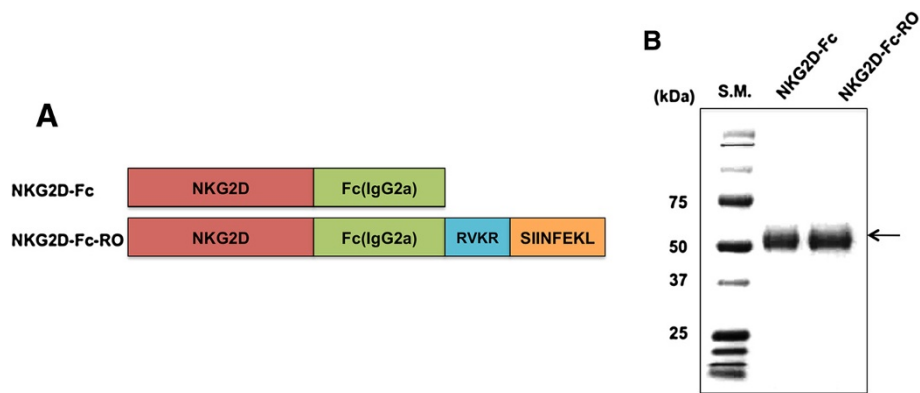 A
NKG2D-Fc NKG2D Fc(IgG2a)
NKG2D-Fc-RO NKG2D Fc(IgG2a) RVKR SIINFEKL
B
(kDa) S.M. NKG2D-Fc NKG2D-Fc-RO
75
50
37
25